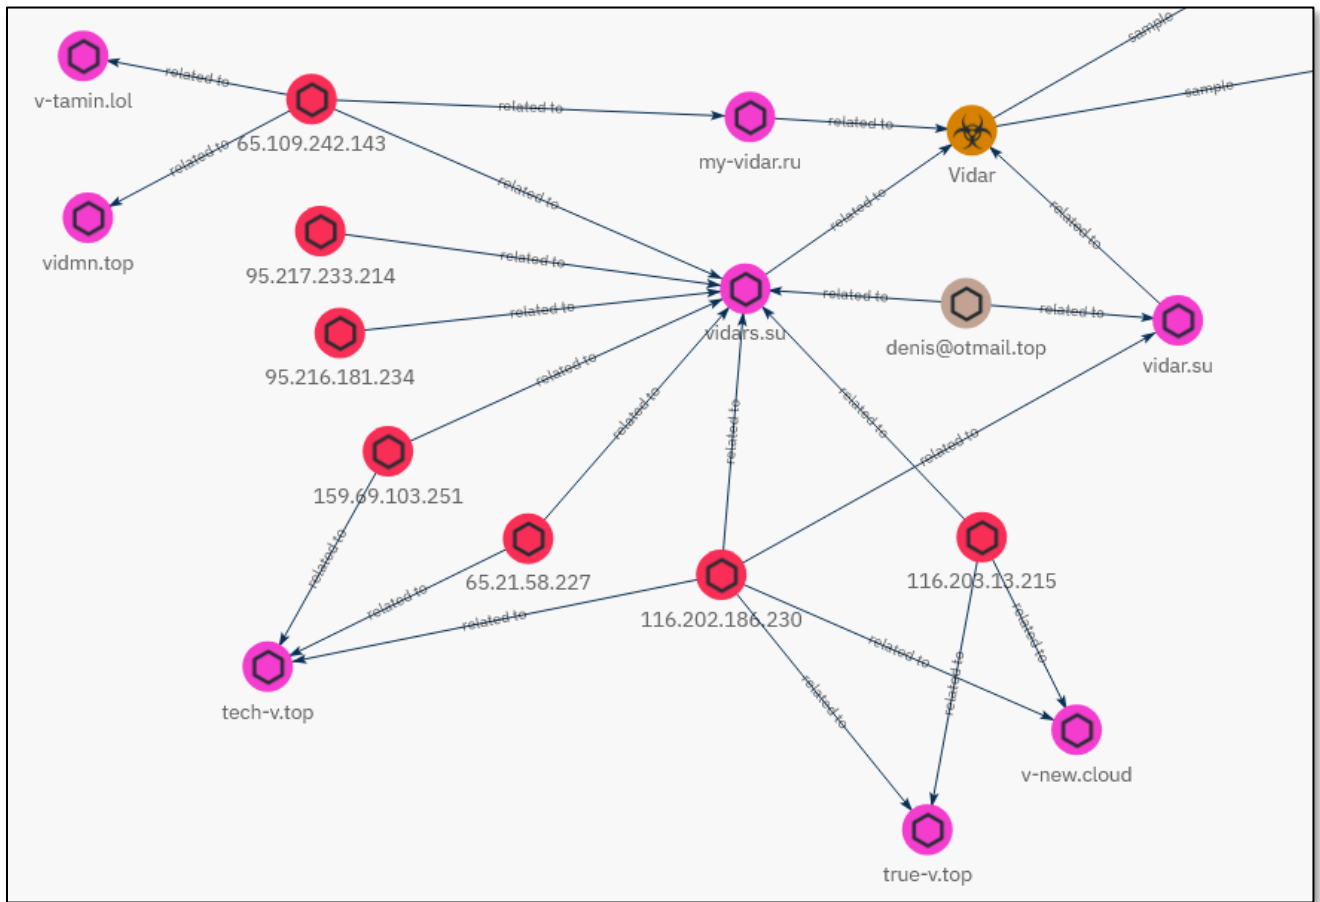 sample
related to
v-tamin.lol
related to
related to
sample
65.109.242.143
my-vidar.ru
Vidar
related to
related to
related to
related to
vidmn.top
95.217.233.214
related to
related to
related to
related to
vidars.su
denis@otmail.top
vidar.su
95.216.181.234
related to
related to
related to
related to
related to
related to
159.69.103.251
related to
65.21.58.227
116.202.186.230
116.203.13.215
related to
related to
related to
related to
related to
related to
tech-v.top
v-new.cloud
true-v.top